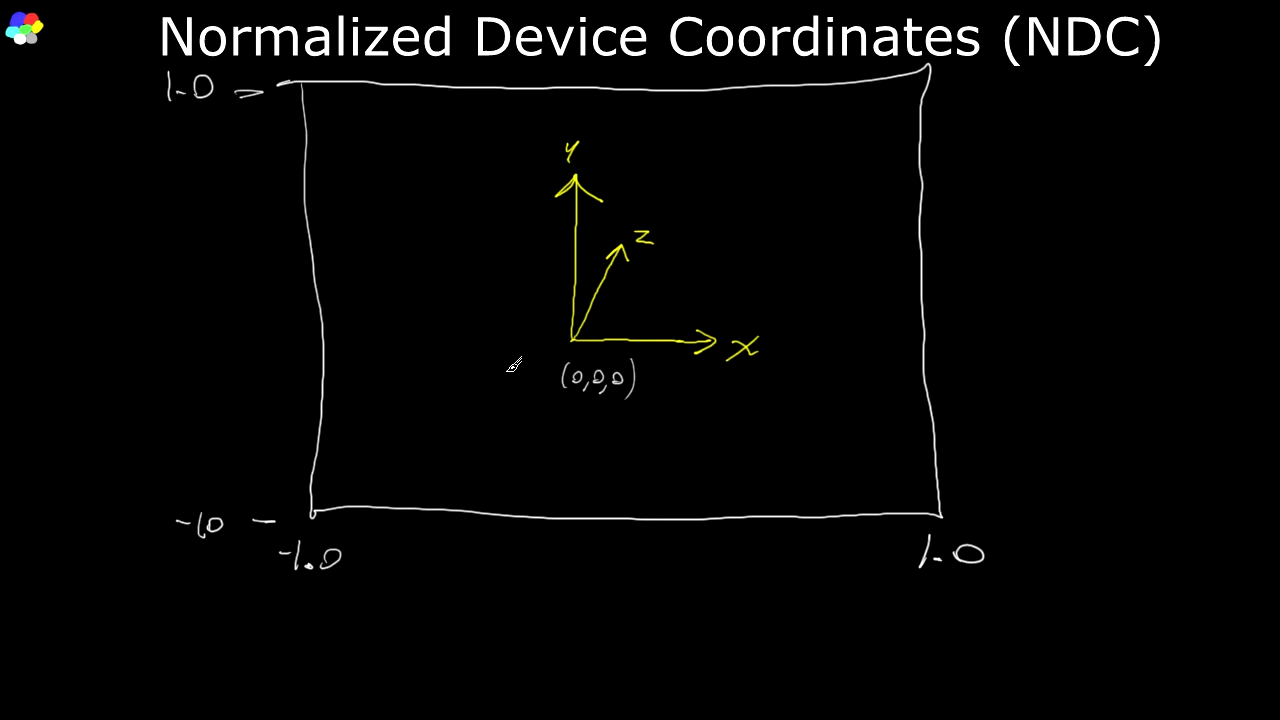 Normalized Device Coordinates (NDC)
1.0
Y
Z
X
(0,0,0)
-1.0
-1.0
1.0